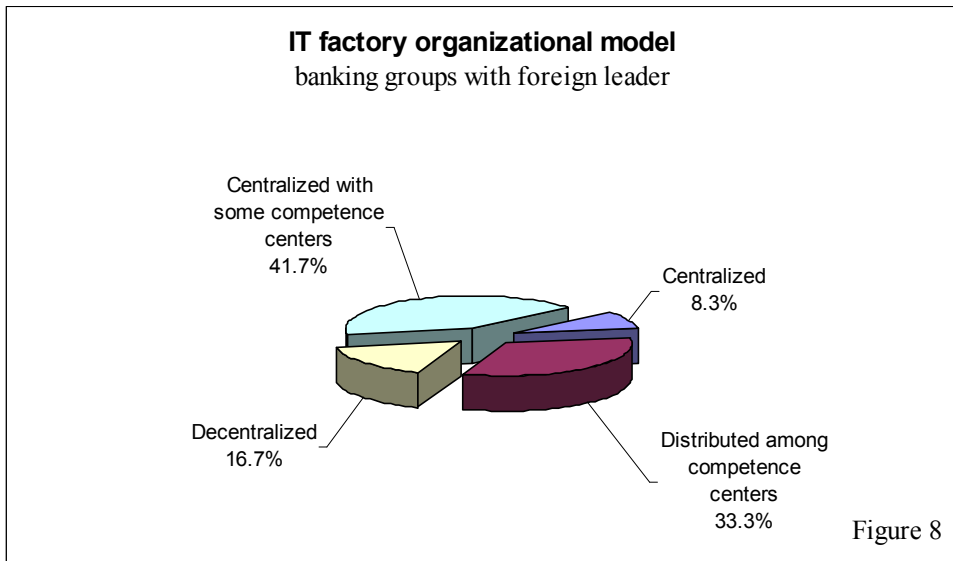 IT factory organizational model
banking groups with foreign leader
Centralized with
some competence
centers
41.7%
Centralized
8.3%
Decentralized
16.7%
Distributed among
competence
centers
33.3%
Figure 8